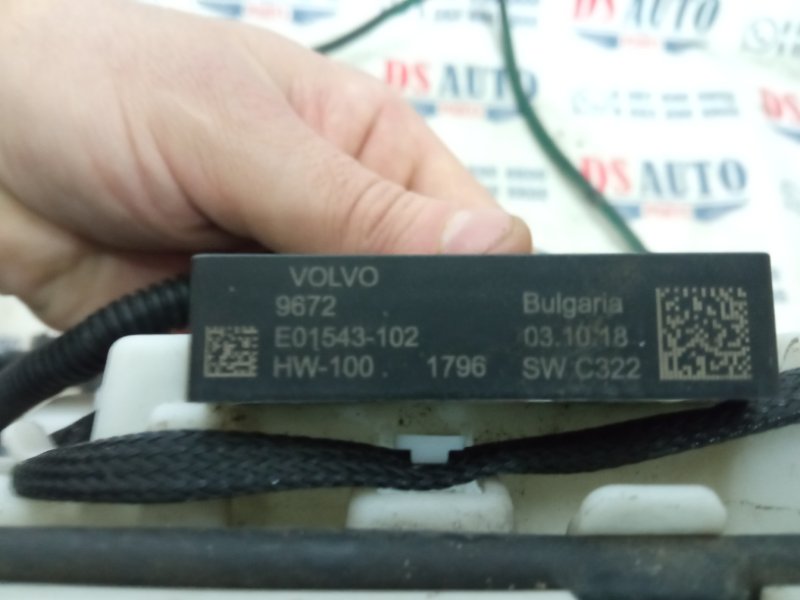 DS AUTO
DS AUTO
DS AUTO
VOLVO
9672 Bulgaria
E01543-102 03.10.18
HW-100 1796 SW C322